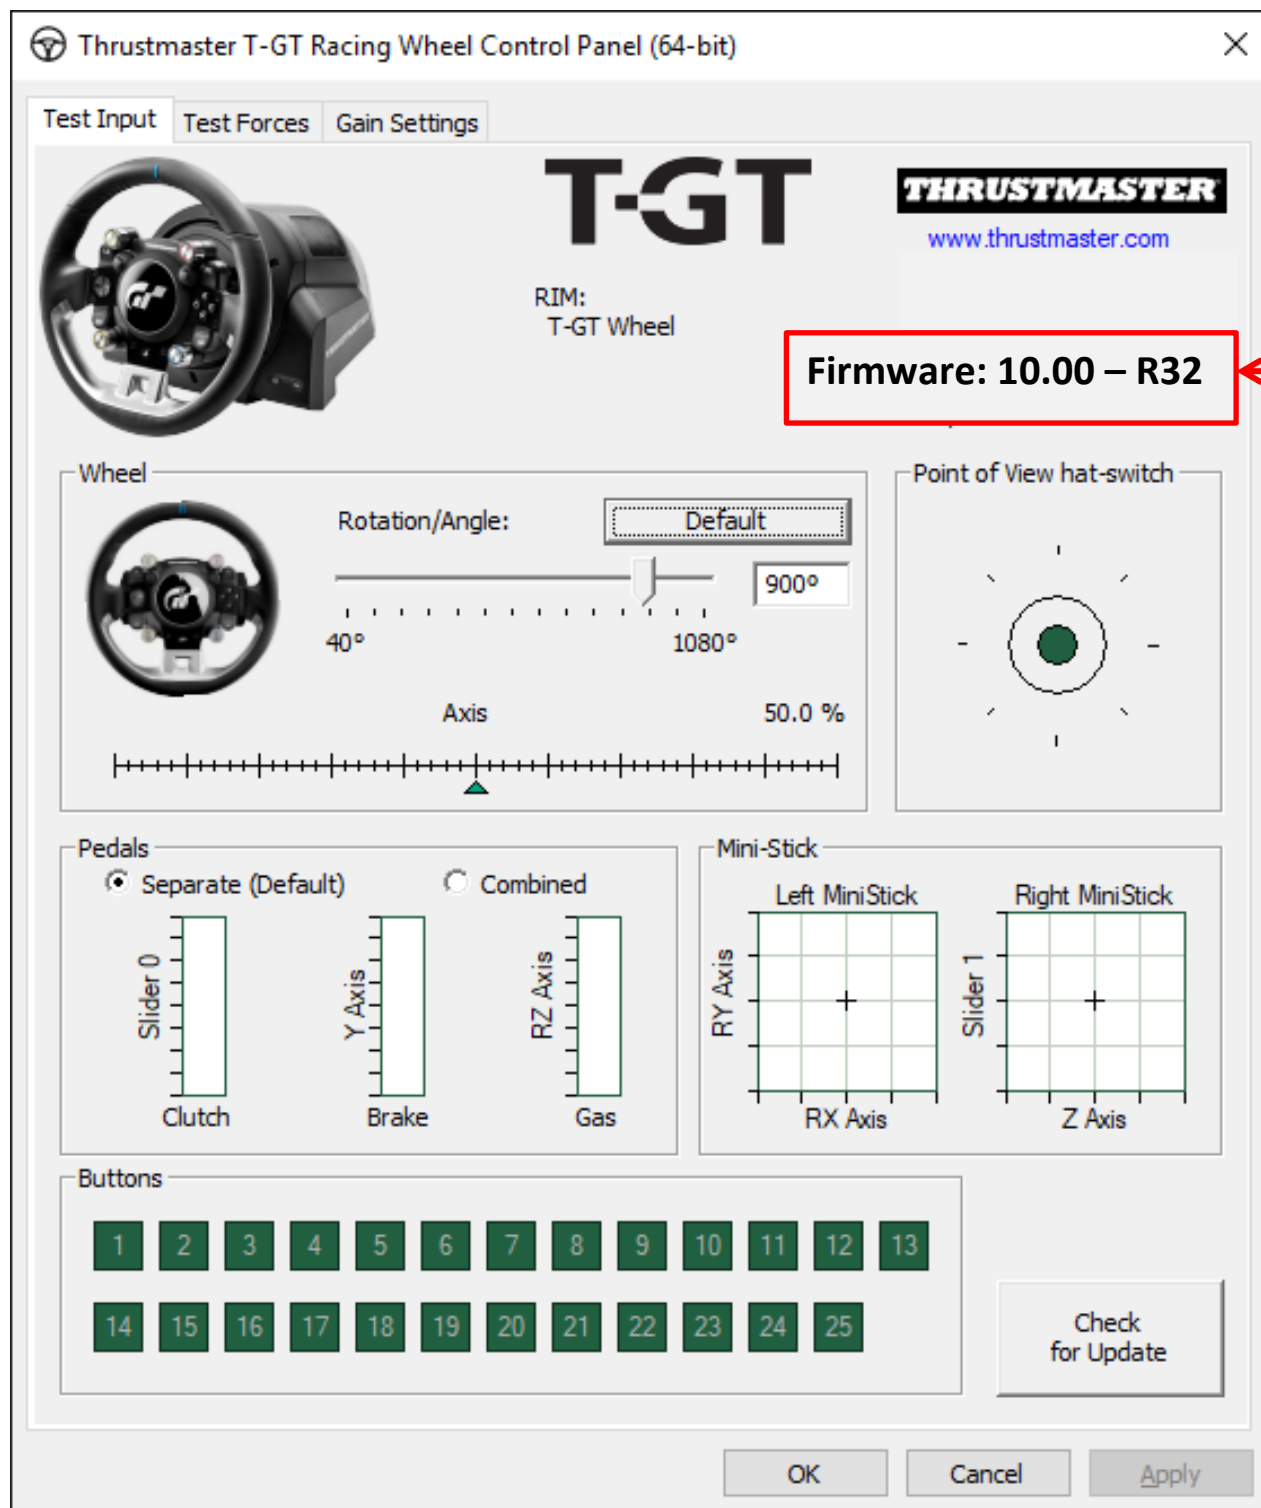 Thrustmaster T-GT Racing Wheel Control Panel (64-bit)
Test Input Test Forces Gain Settings
T-GT
THRUSTMASTER
www.thrustmaster.com
RIM:
T-GT Wheel
Firmware: 10.00 – R32
Wheel
Rotation/Angle: Default
900°
40° 1080°
Axis 50.0 %
Point of View hat-switch
Pedals
Separate (Default) Combined
Slider 0 Y Axis RZ Axis
Clutch Brake Gas
Mini-Stick
Left MiniStick Right MiniStick
RY Axis Slider 1
RX Axis Z Axis
Buttons
1 2 3 4 5 6 7 8 9 10 11 12 13
14 15 16 17 18 19 20 21 22 23 24 25
Check
for Update
OK Cancel Apply